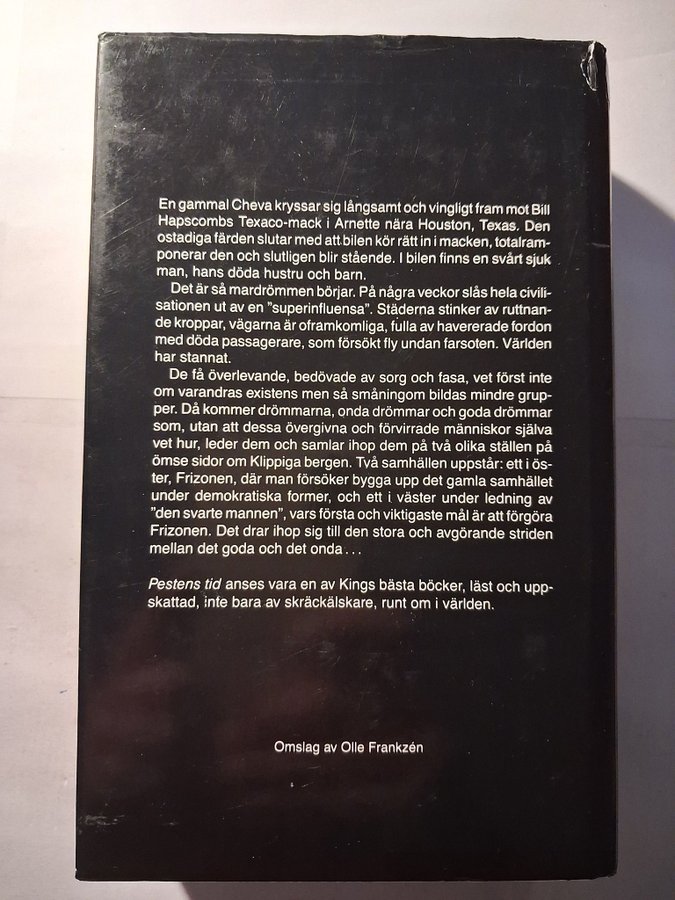 En gammal Cheva kryssar sig långsamt och vingligt fram mot Bill
Hapscombs Texaco-mack i Arnette nära Houston, Texas. Den
ostadiga färden slutar med att bilen kör rätt in i macken, totalram-
ponerar den och slutligen blir stående. I bilen finns en svårt sjuk
man, hans döda hustru och barn.
Det är så mardrömmen börjar. På några veckor slås hela civili-
sationen ut av en "superinfluensa". Städerna stinker av ruttnan-
de kroppar, vägarna är oframkomliga, fulla av havererade fordon
med döda passagerare, som försökt fly undan farsoten. Världen
har stannat.
De få överlevande, bedövade av sorg och fasa, vet först inte
om varandras existens men så småningom bildas mindre grup-
per. Då kommer drömmarna, onda drömmar och goda drömmar
som, utan att dessa övergivna och förvirrade människor själva
vet hur, leder dem och samlar ihop dem på två olika ställen på
ömse sidor om Klippiga bergen. Två samhällen uppstår: ett i ös-
ter, Frizonen, där man försöker bygga upp det gamla samhället
under demokratiska former, och ett i väster under ledning av
"den svarte mannen", vars första och viktigaste mål är att förgöra
Frizonen. Det drar ihop sig till den stora och avgörande striden
mellan det goda och det onda . . .
Pestens tid anses vara en av Kings bästa böcker, läst och upp-
skattad, inte bara av skräckälskare, runt om i världen.
Omslag av Olle Frankzén